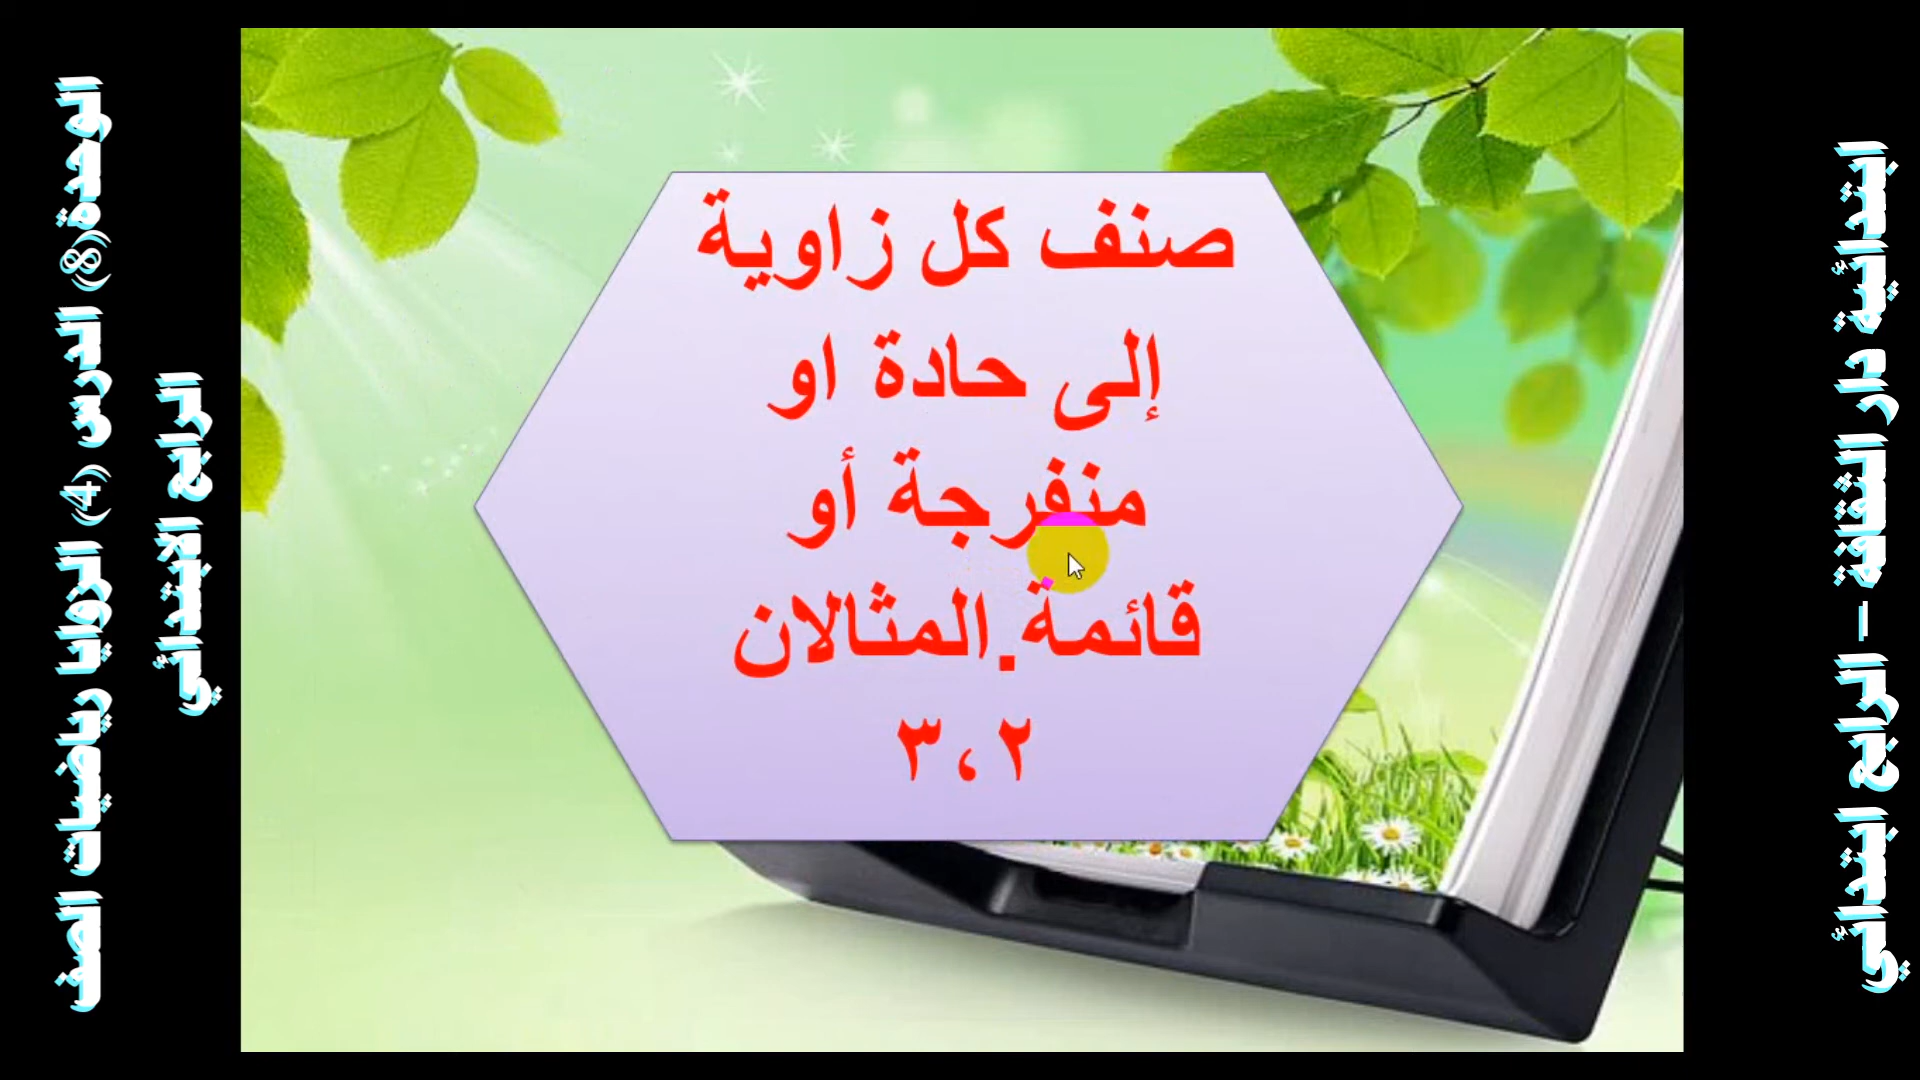 صنف كل زاوية
إلى حادة او
منفرجة أو
قائمة.المثالان
٢ ، ٣
الوحدة(8) الدرس (4) الزوايا رياضيات الصف
الرابع الابتدائي
ابتدائية دار الثقافة – الرابع ابتدائي